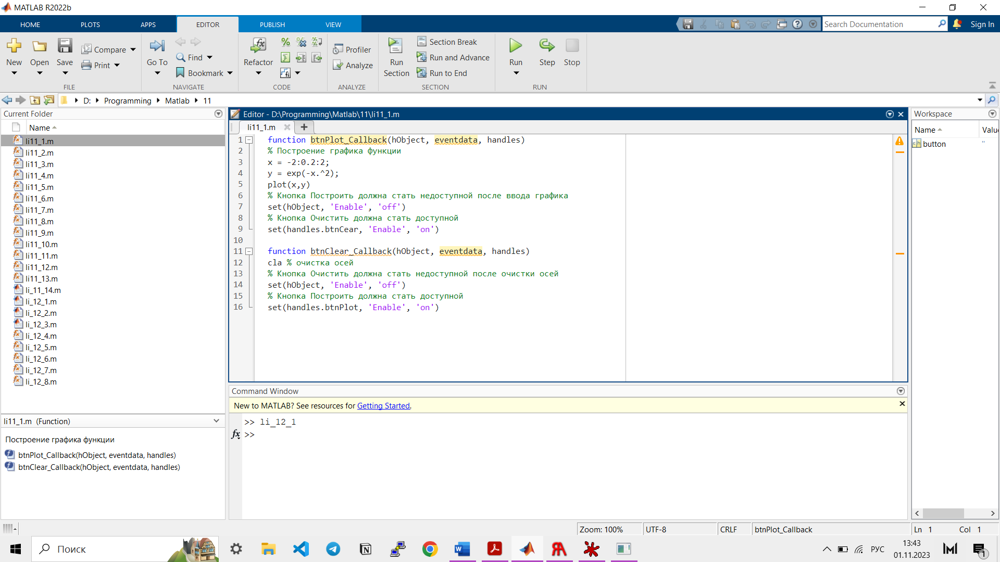 MATLAB R2022b
HOME PLOTS APPS EDITOR PUBLISH VIEW
Search Documentation
Sign In
New Open Save
Compare
Print
FILE
Go To
Find
Bookmark
NAVIGATE
Refactor
CODE
Profiler
Analyze
ANALYZE
Run Section
Section Break
Run and Advance
Run to End
SECTION
Run Step Stop
RUN
D: Programming Matlab 11
Current Folder
Name
li11_1.m
li11_2.m
li11_3.m
li11_4.m
li11_5.m
li11_6.m
li11_7.m
li11_8.m
li11_9.m
li11_10.m
li11_11.m
li11_12.m
li11_13.m
li_11_14.m
li_12_1.m
li_12_2.m
li_12_3.m
li_12_4.m
li_12_5.m
li_12_6.m
li_12_7.m
li_12_8.m
li11_1.m (Function)
Построение графика функции
btnPlot_Callback(hObject, eventdata, handles)
btnClear_Callback(hObject, eventdata, handles)
Editor - D:\Programming\Matlab\11\li11_1.m
li11_1.m
1 function btnPlot_Callback(hObject, eventdata, handles)
2 % Построение графика функции
3 x = -2:0.2:2;
4 y = exp(-x.^2);
5 plot(x,y)
6 % Кнопка Построить должна стать недоступной после ввода графика
7 set(hObject, 'Enable', 'off')
8 % Кнопка Очистить должна стать доступной
9 set(handles.btnCear, 'Enable', 'on')
10
11 function btnClear_Callback(hObject, eventdata, handles)
12 cla % очистка осей
13 % Кнопка Очистить должна стать недоступной после очистки осей
14 set(hObject, 'Enable', 'off')
15 % Кнопка Построить должна стать доступной
16 set(handles.btnPlot, 'Enable', 'on')
Command Window
New to MATLAB? See resources for Getting Started.
>> li_12_1
fx >>
Workspace
Name Valu
button ''
Zoom: 100% UTF-8 CRLF btnPlot_Callback Ln 1 Col 1
Поиск
РУС
13:43
01.11.2023
1